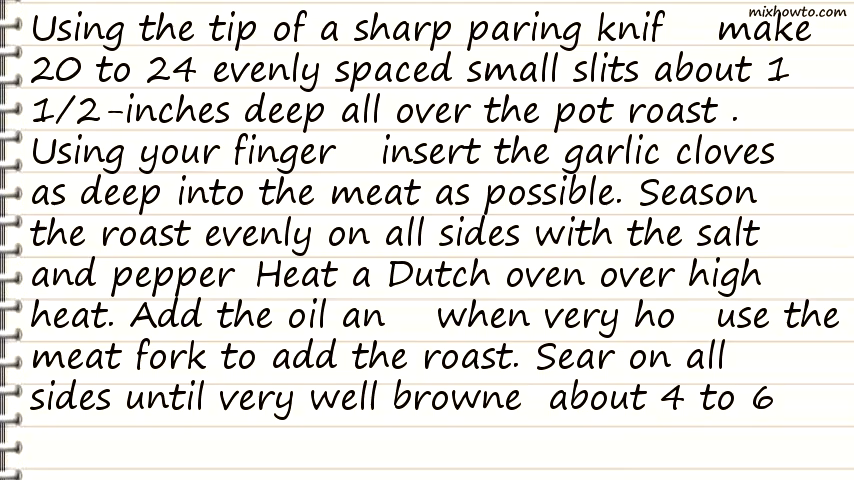 mixhowto.com
Using the tip of a sharp paring knif make
20 to 24 evenly spaced small slits about 1
1/2-inches deep all over the pot roast .
Using your finger insert the garlic cloves
as deep into the meat as possible. Season
the roast evenly on all sides with the salt
and pepper Heat a Dutch oven over high
heat. Add the oil an when very ho use the
meat fork to add the roast. Sear on all
sides until very well browne about 4 to 6